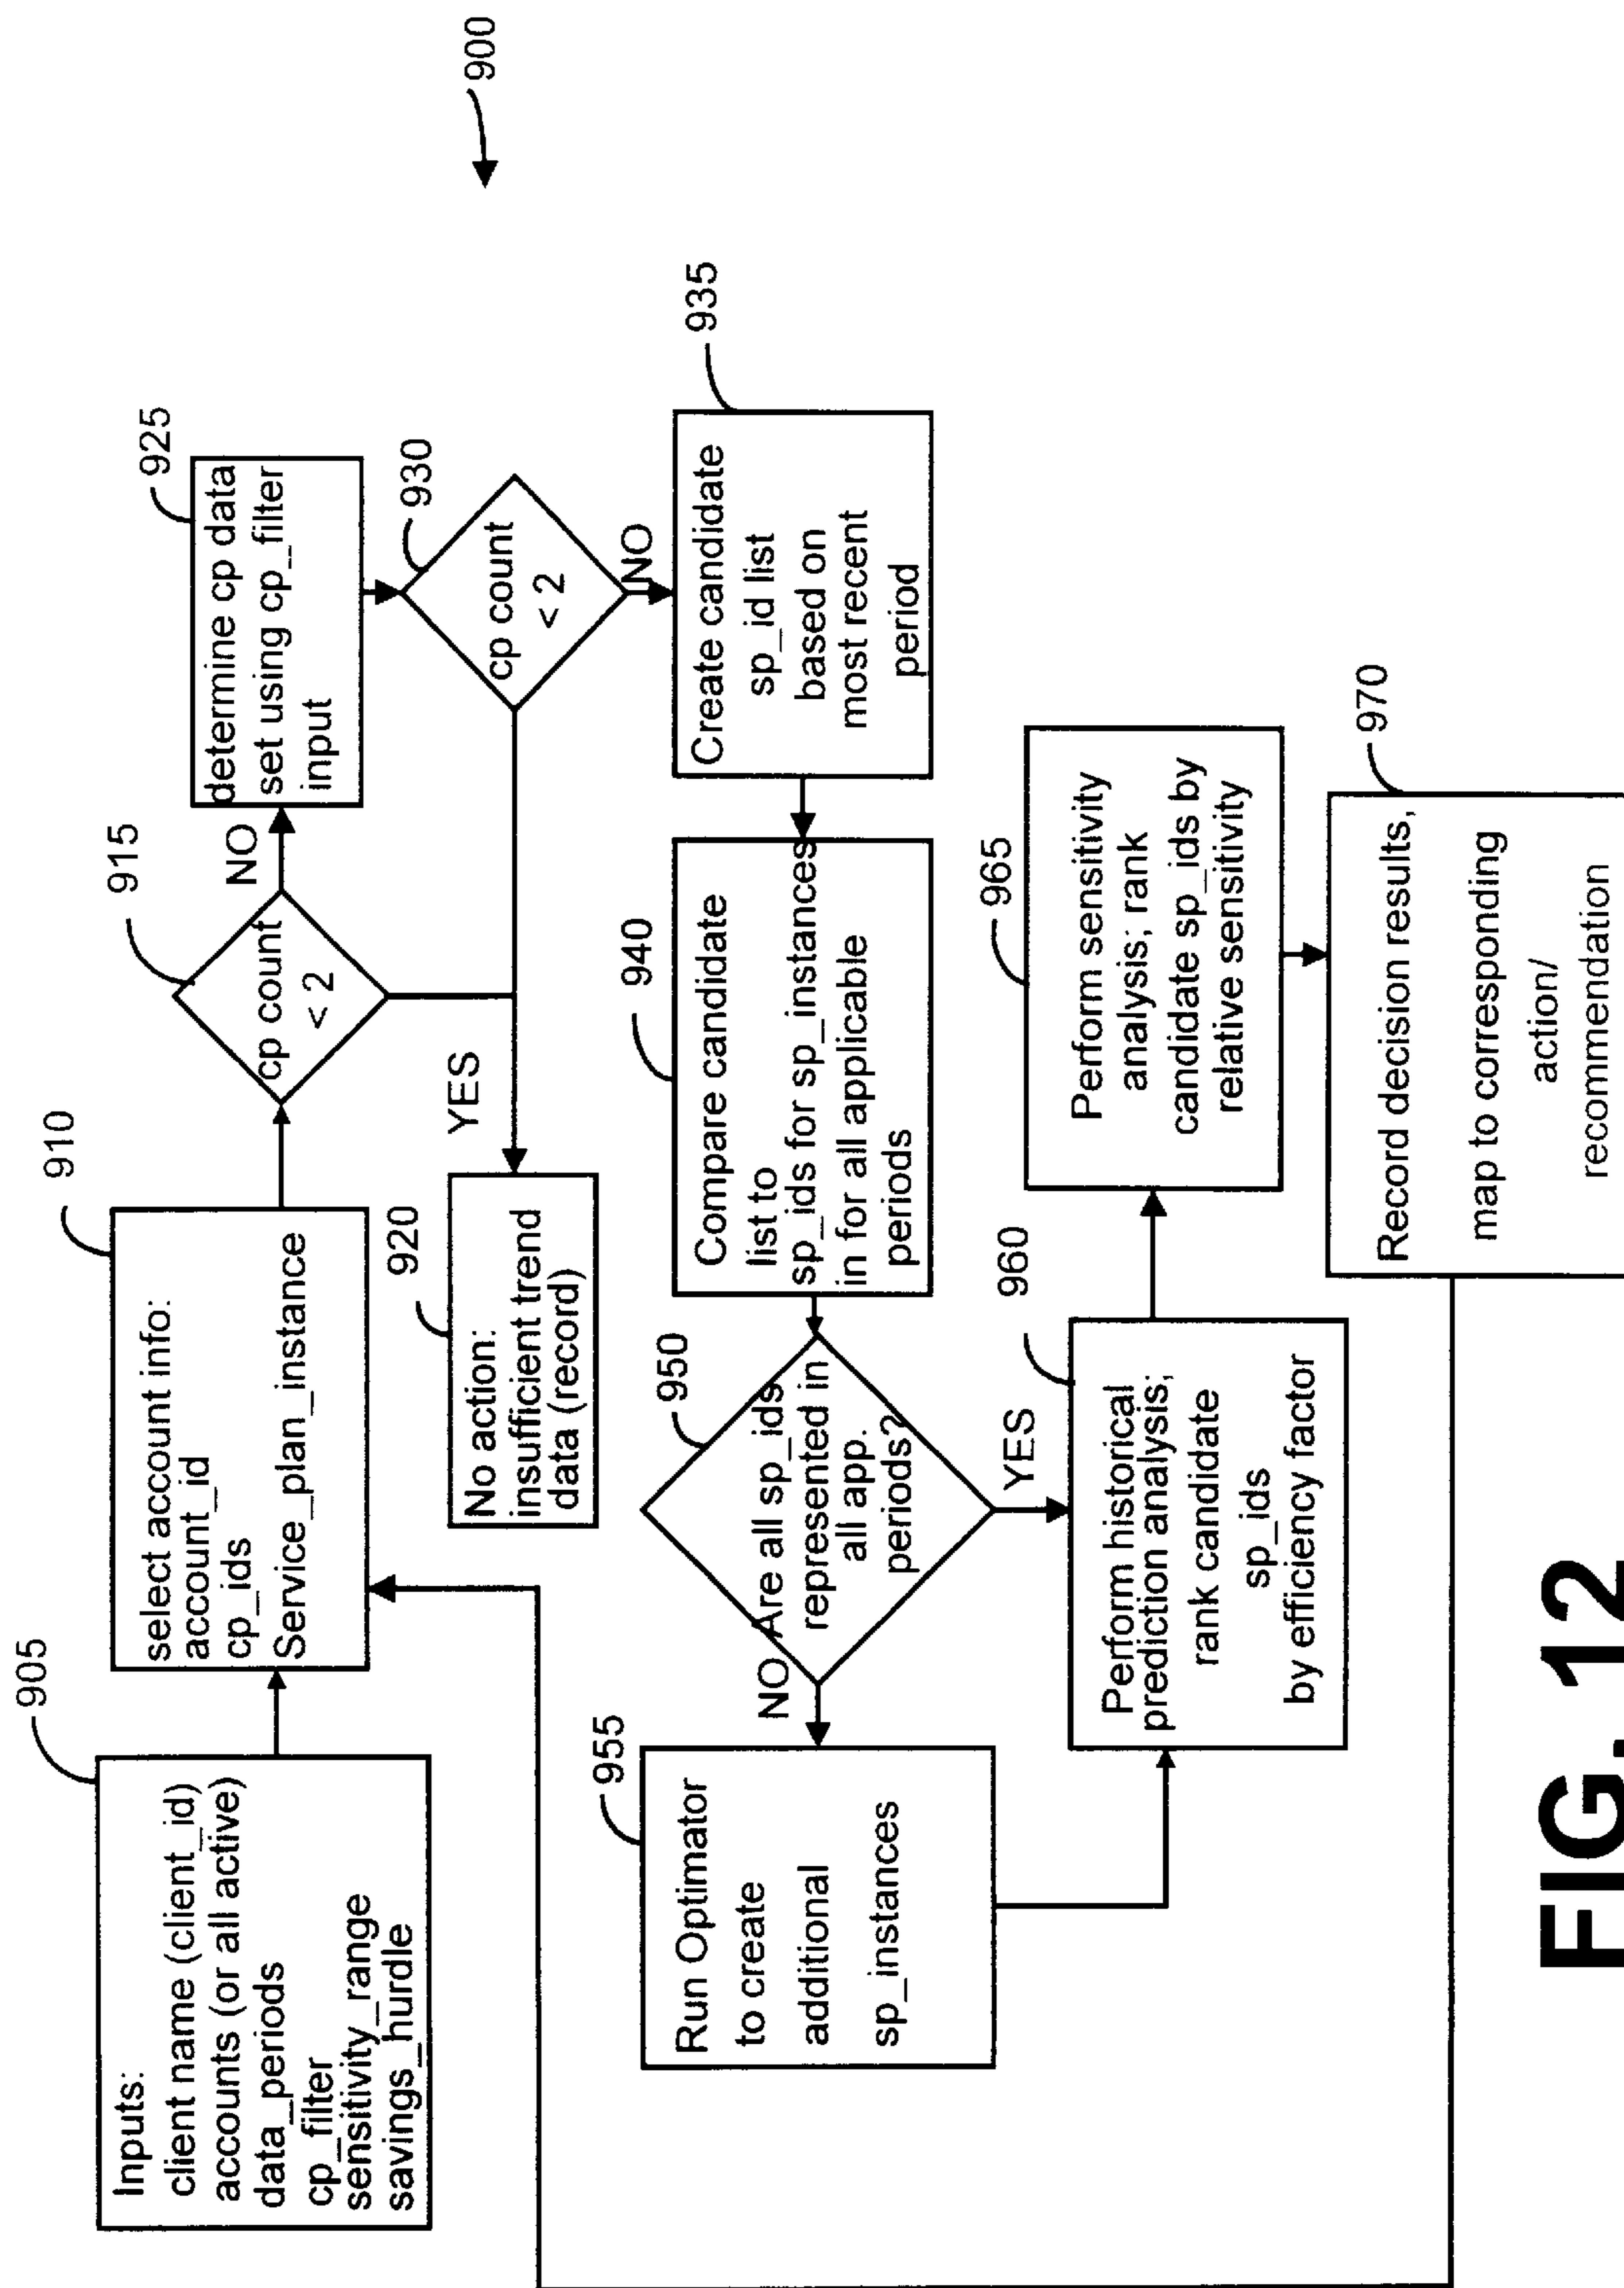 900
905
Inputs:
client name (client_id)
accounts (or all active)
data_periods
cp_filter
sensitivity_range
savings_hurdle
910
select account info:
account_id
cp_ids
Service_plan_instance
915
cp count
< 2
NO
925
determine cp data
set using cp_filter
input
YES
920
No action:
insufficient trend
data (record)
930
cp count
< 2
NO
935
Create candidate
sp_id list
based on
most recent
period
940
Compare candidate
list to
sp_ids for sp_instances
in for all applicable
periods
950
Are all sp_ids
represented in
all app.
periods?
NO
YES
955
Run Optimator
to create
additional
sp_instances
960
Perform historical
prediction analysis;
rank candidate
sp_ids
by efficiency factor
965
Perform sensitivity
analysis; rank
candidate sp_ids by
relative sensitivity
970
Record decision results,
map to corresponding
action/
recommendation
FIG. 12